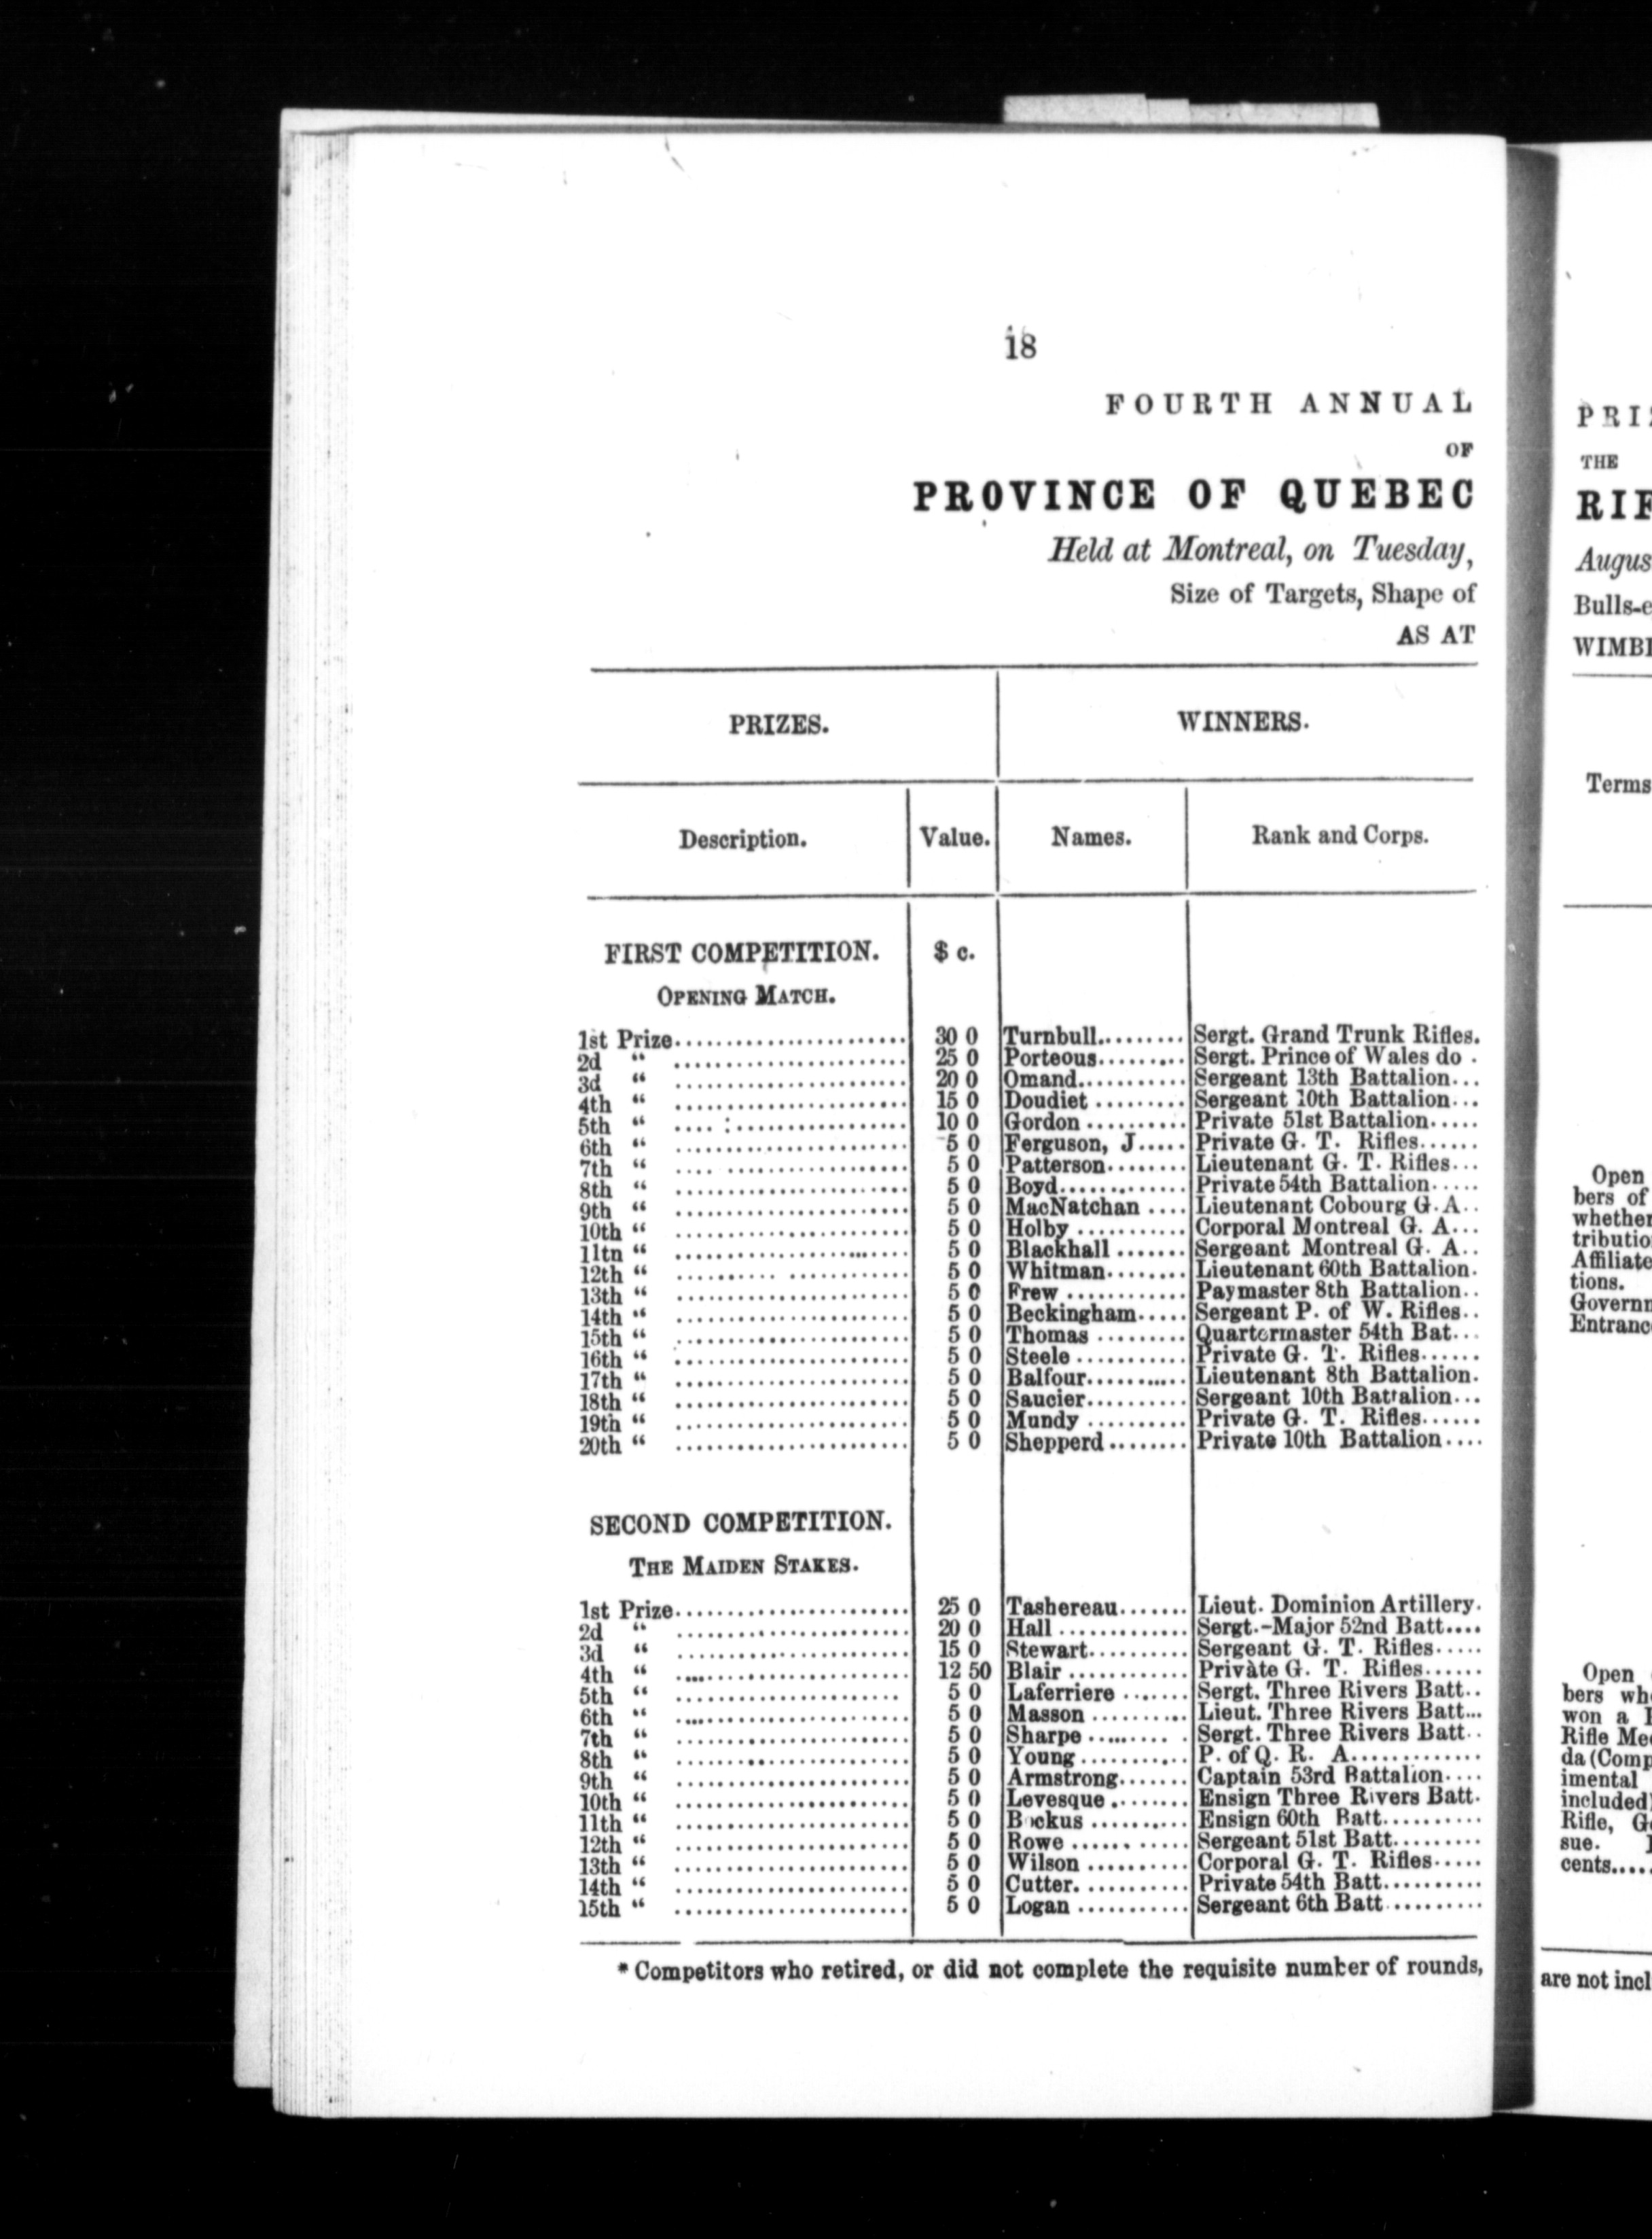 18
FOURTH ANNUAL
OF
PROVINCE OF QUEBEC
Held at Montreal, on Tuesday,
Size of Targets, Shape of
AS AT
PRIZES. WINNERS.
Description. Value. Names. Rank and Corps.
FIRST COMPETITION. $ c.
OPENING MATCH.
1st Prize 30 0 Turnbull Sergt. Grand Trunk Rifles.
2d " 25 0 Porteous Sergt. Prince of Wales do .
3d " 20 0 Omand Sergeant 13th Battalion
4th " 15 0 Doudiet Sergeant 10th Battalion
5th " 10 0 Gordon Private 51st Battalion
6th " 5 0 Ferguson, J Private G. T. Rifles
7th " 5 0 Patterson Lieutenant G. T. Rifles
8th " 5 0 Boyd Private 54th Battalion
9th " 5 0 MacNatchan Lieutenant Cobourg G. A
10th " 5 0 Holby Corporal Montreal G. A
11tn " 5 0 Blackhall Sergeant Montreal G. A
12th " 5 0 Whitman Lieutenant 60th Battalion
13th " 5 0 Frew Paymaster 8th Battalion
14th " 5 0 Beckingham Sergeant P. of W. Rifles
15th " 5 0 Thomas Quartermaster 54th Bat
16th " 5 0 Steele Private G. T. Rifles
17th " 5 0 Balfour Lieutenant 8th Battalion.
18th " 5 0 Saucier Sergeant 10th Battalion
19th " 5 0 Mundy Private G. T. Rifles
20th " 5 0 Shepperd Private 10th Battalion
SECOND COMPETITION.
THE MAIDEN STAKES.
1st Prize 25 0 Tashereau Lieut. Dominion Artillery.
2d " 20 0 Hall Sergt.-Major 52nd Batt
3d " 15 0 Stewart Sergeant G. T. Rifles
4th " 12 50 Blair Private G. T. Rifles
5th " 5 0 Laferriere Sergt. Three Rivers Batt
6th " 5 0 Masson Lieut. Three Rivers Batt
7th " 5 0 Sharpe Sergt. Three Rivers Batt
8th " 5 0 Young P. of Q. R. A
9th " 5 0 Armstrong Captain 53rd Battalion
10th " 5 0 Levesque Ensign Three Rivers Batt.
11th " 5 0 Bockus Ensign 60th Batt
12th " 5 0 Rowe Sergeant 51st Batt
13th " 5 0 Wilson Corporal G. T. Rifles
14th " 5 0 Cutter. Private 54th Batt
15th " 5 0 Logan Sergeant 6th Batt
* Competitors who retired, or did not complete the requisite number of rounds,
THE
Terms
Open
bers of
tions.
Open
won a
sue.
cents
are not